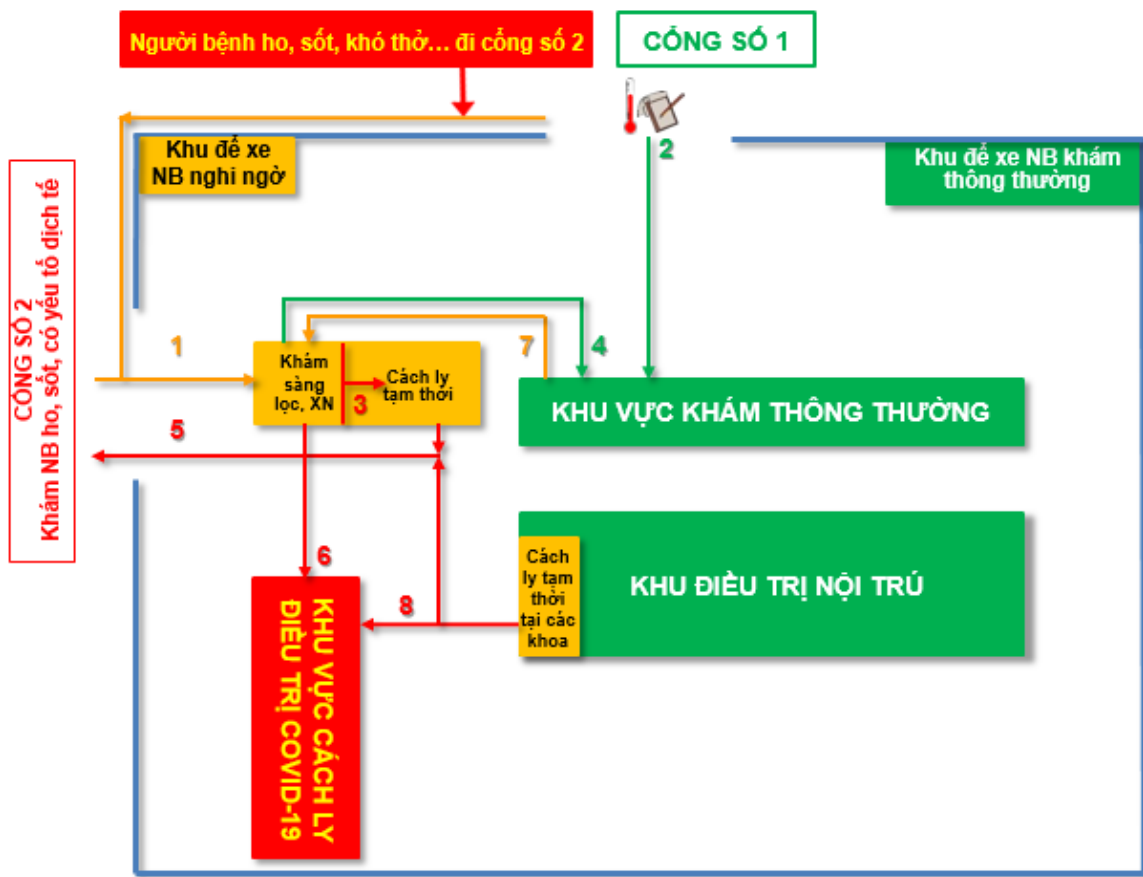 Người bệnh ho, sốt, khó thở... đi cổng số 2
CỔNG SỐ 1
2
Khu để xe
NB nghi ngờ
Khu để xe NB khám
thông thường
CỔNG SỐ 2
Khám NB ho, sốt, có yếu tố dịch tế
1
Khám
sàng
lọc, XN
3
Cách ly
tạm thời
7
4
KHU VỰC KHÁM THÔNG THƯỜNG
5
6
Cách
ly tạm
thời
tại các
khoa
KHU ĐIỀU TRỊ NỘI TRÚ
8
KHU VỰC CÁCH LY
ĐIỀU TRỊ COVID-19